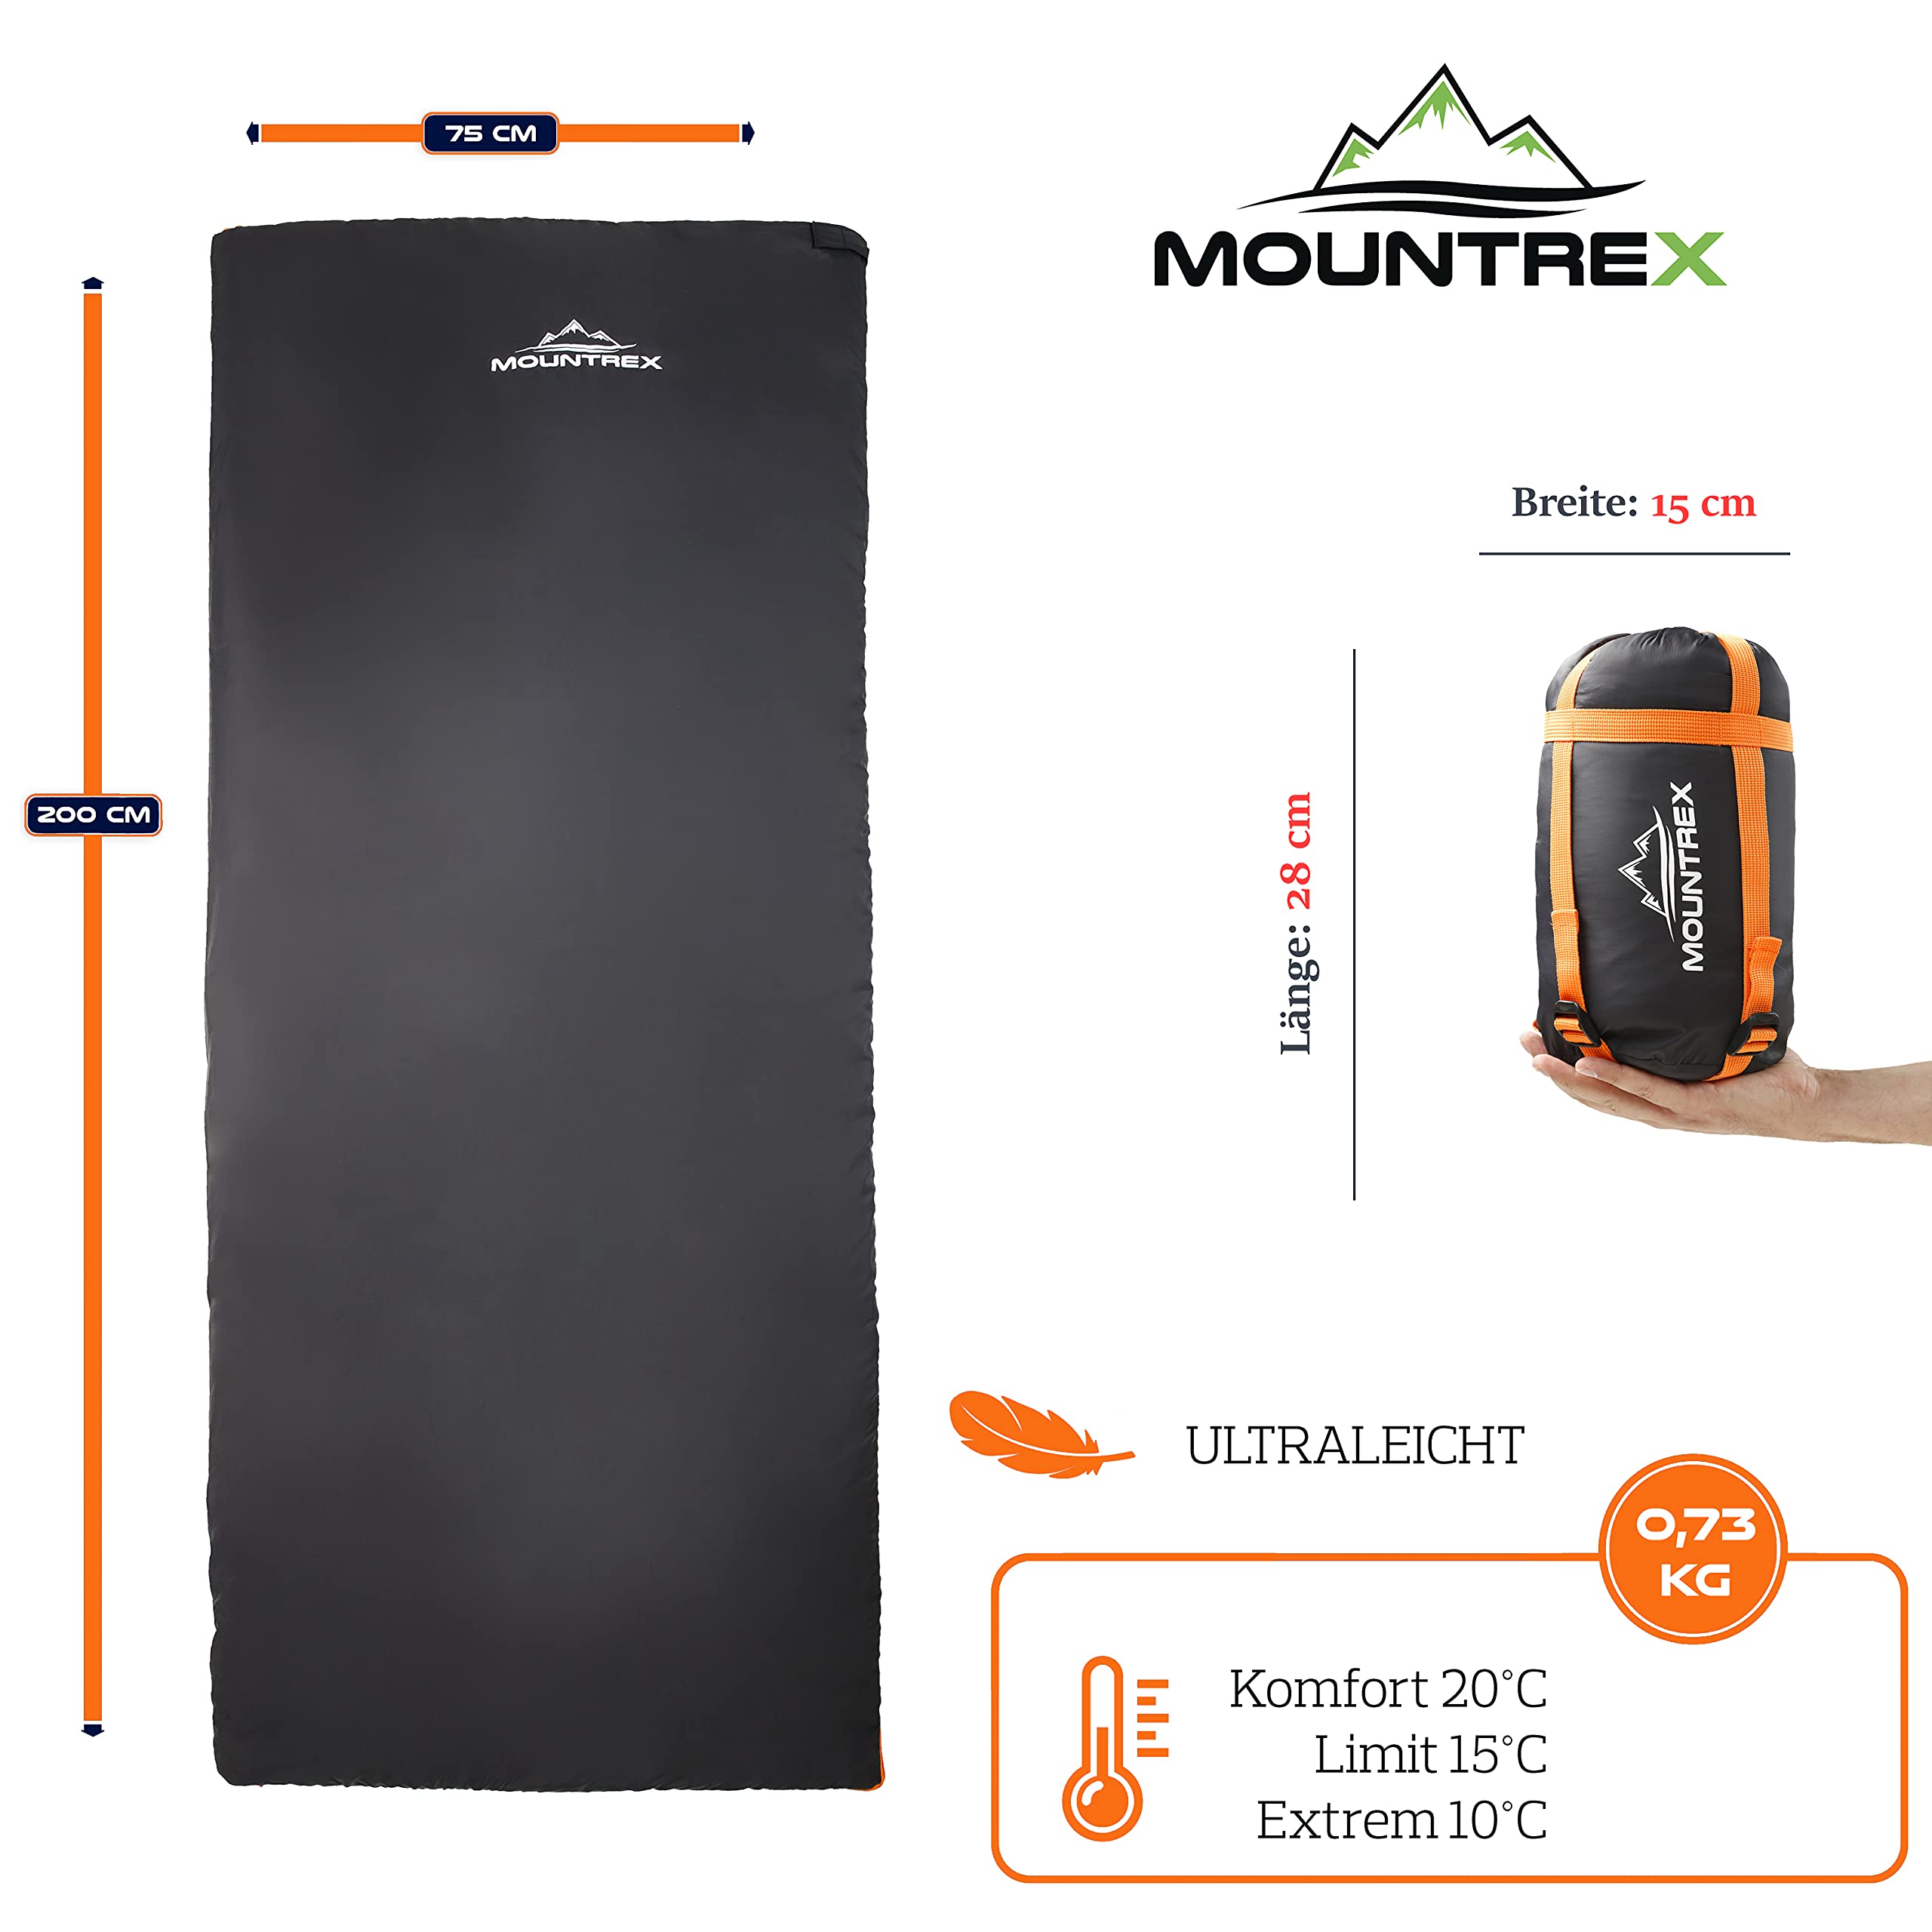 75 CM
MOUNTREX
200 CM
MOUNTREX
Breite: 15 cm
Länge: 28 cm
MOUNTREX
ULTRALEICHT
0,73
KG
Komfort 20°C
Limit 15°C
Extrem 10°C